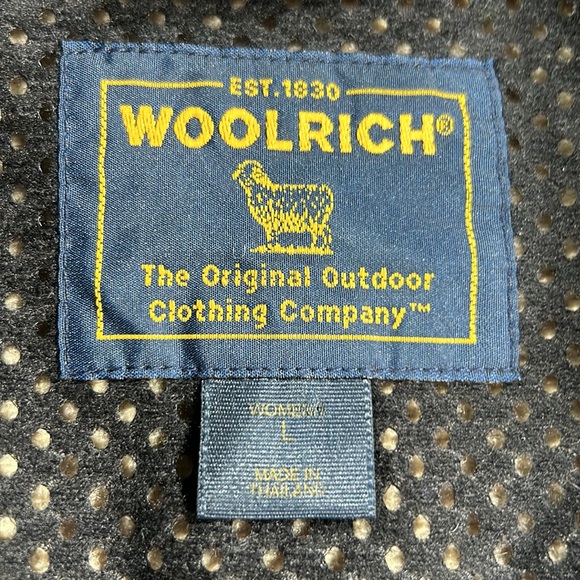 EST. 1830
WOOLRICH®
The Original Outdoor
Clothing Company™
WOMEN'S
L
MADE IN
THAILAND